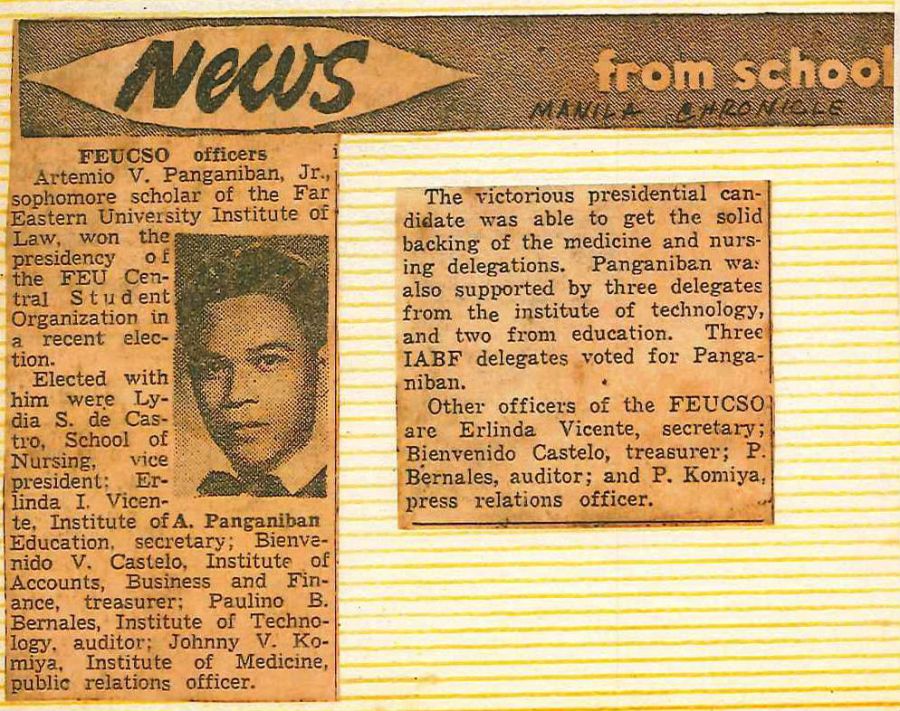 News
from school
MANILA CHRONICLE
FEUCSO officers
Artemio V. Panganiban, Jr.,
sophomore scholar of the Far
Eastern University Institute of
Law, won the
presidency of
the FEU Cen-
tral Student
Organization in
a recent elec-
tion.
Elected with
him were Ly-
dia S. de Cas-
tro, School of
Nursing, vice
president; Er-
linda I. Vicen-
te, Institute of
A. Panganiban
Education, secretary; Bienve-
nido V. Castelo, Institute of
Accounts, Business and Fin-
ance, treasurer; Paulino B.
Bernales, Institute of Techno-
logy, auditor; Johnny V. Ko-
miya, Institute of Medicine,
public relations officer.
The victorious presidential can-
didate was able to get the solid
backing of the medicine and nurs-
ing delegations. Panganiban was
also supported by three delegates
from the institute of technology,
and two from education. Three
IABF delegates voted for Panga-
niban.
Other officers of the FEUCSO
are Erlinda Vicente, secretary;
Bienvenido Castelo, treasurer; P.
Bernales, auditor; and P. Komiya,
press relations officer.